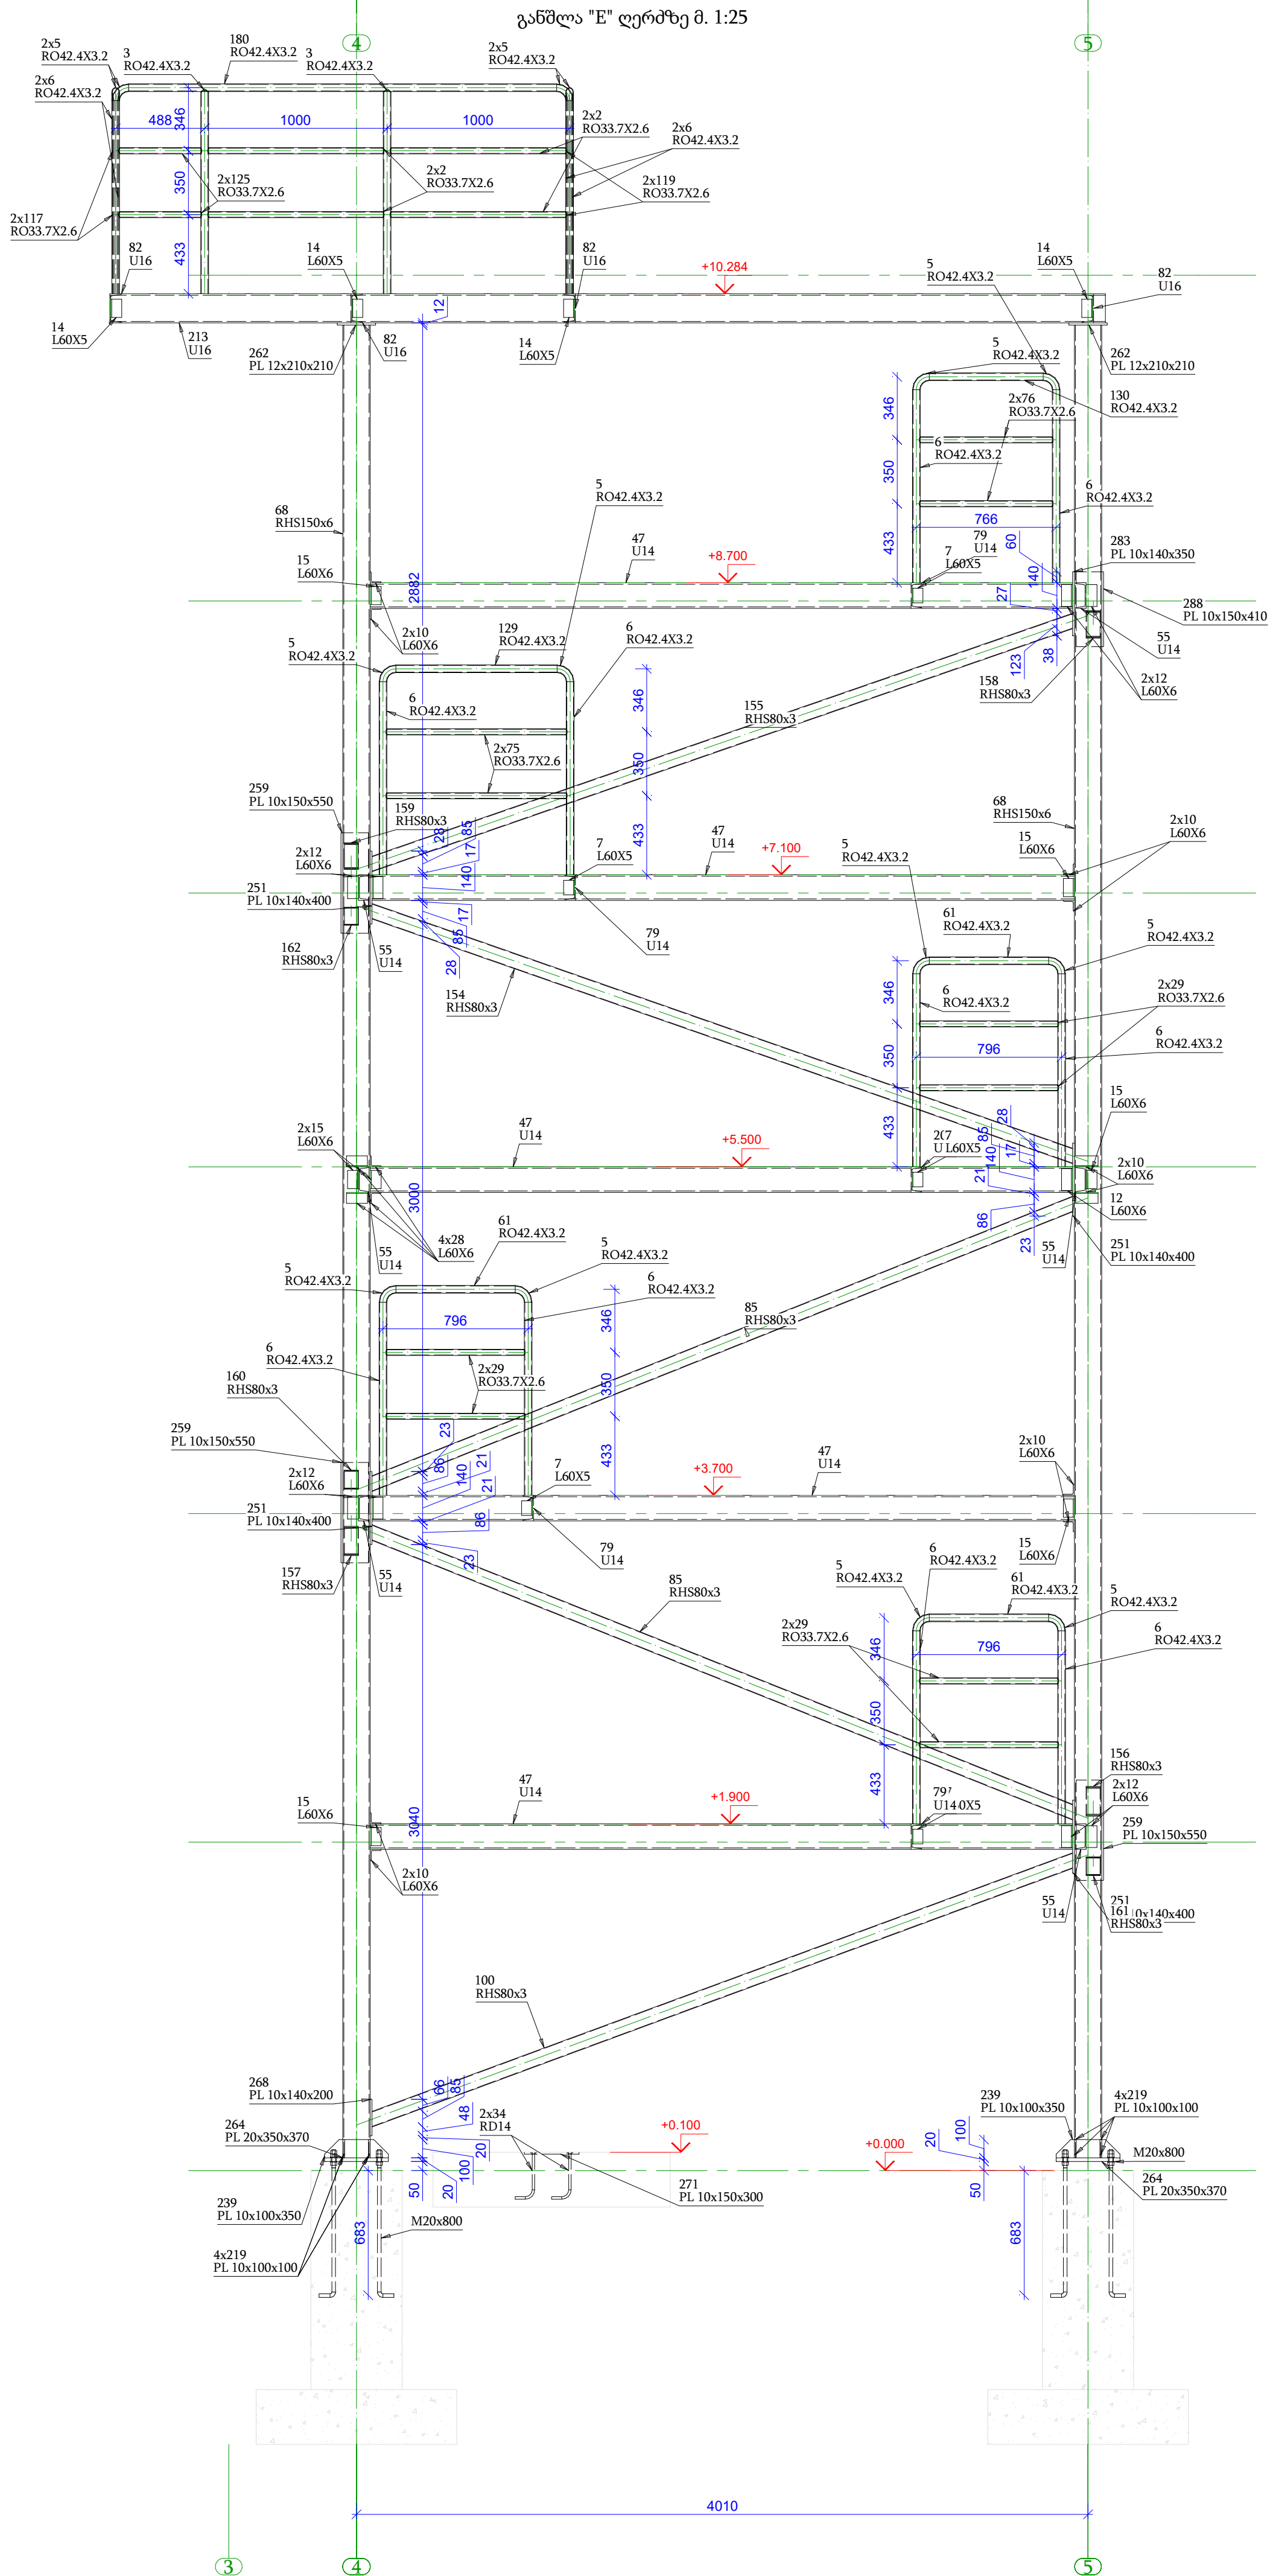 განშლა "E" ღერძზე მ. 1:25
4
5
2x5
RO42.4X3.2
3
RO42.4X3.2
180
RO42.4X3.2
3
RO42.4X3.2
2x5
RO42.4X3.2
2x6
RO42.4X3.2
346
488
1000
1000
2x2
RO33.7X2.6
2x6
RO42.4X3.2
350
2x125
RO33.7X2.6
2x2
RO33.7X2.6
2x119
RO33.7X2.6
2x117
RO33.7X2.6
433
82
U16
14
L60X5
82
U16
+10.284
5
RO42.4X3.2
14
L60X5
82
U16
12
14
L60X5
213
U16
82
U16
14
L60X5
262
PL 12x210x210
262
PL 12x210x210
5
RO42.4X3.2
130
RO42.4X3.2
346
2x76
RO33.7X2.6
6
RO42.4X3.2
350
6
RO42.4X3.2
5
RO42.4X3.2
68
RHS150x6
766
433
60
79
U14
7
L60X5
47
U14
+8.700
283
PL 10x140x350
140
27
15
L60X6
2882
288
PL 10x150x410
2x10
L60X6
129
RO42.4X3.2
6
RO42.4X3.2
5
RO42.4X3.2
123
38
55
U14
158
RHS80x3
2x12
L60X6
6
RO42.4X3.2
346
155
RHS80x3
2x75
RO33.7X2.6
350
259
PL 10x150x550
159
RHS80x3
28
17
85
433
68
RHS150x6
2x10
L60X6
47
U14
+7.100
5
RO42.4X3.2
15
L60X6
2x12
L60X6
7
L60X5
140
251
PL 10x140x400
17
85
28
79
U14
61
RO42.4X3.2
5
RO42.4X3.2
162
RHS80x3
55
U14
154
RHS80x3
346
6
RO42.4X3.2
2x29
RO33.7X2.6
350
796
6
RO42.4X3.2
15
L60X6
28
85
17
433
2(7
U L60X5
140
21
2x10
L60X6
12
L60X6
2x15
L60X6
47
U14
+5.500
3000
86
23
55
U14
251
PL 10x140x400
4x28
L60X6
55
U14
61
RO42.4X3.2
5
RO42.4X3.2
6
RO42.4X3.2
5
RO42.4X3.2
796
346
85
RHS80x3
6
RO42.4X3.2
160
RHS80x3
2x29
RO33.7X2.6
350
259
PL 10x150x550
23
86
140
21
21
86
23
433
2x12
L60X6
7
L60X5
+3.700
47
U14
2x10
L60X6
251
PL 10x140x400
79
U14
15
L60X6
157
RHS80x3
55
U14
85
RHS80x3
5
RO42.4X3.2
6
RO42.4X3.2
61
RO42.4X3.2
5
RO42.4X3.2
2x29
RO33.7X2.6
346
796
6
RO42.4X3.2
350
156
RHS80x3
433
2x12
L60X6
259
PL 10x150x550
79
U14 0X5
+1.900
47
U14
15
L60X6
3040
2x10
L60X6
55
U14
251
0x140x400
161
RHS80x3
100
RHS80x3
268
PL 10x140x200
66
85
48
264
PL 20x350x370
20
100
20
50
2x34
RD14
+0.100
+0.000
239
PL 10x100x350
4x219
PL 10x100x100
100
20
50
M20x800
264
PL 20x350x370
271
PL 10x150x300
239
PL 10x100x350
683
M20x800
683
4x219
PL 10x100x100
4010
3
4
5